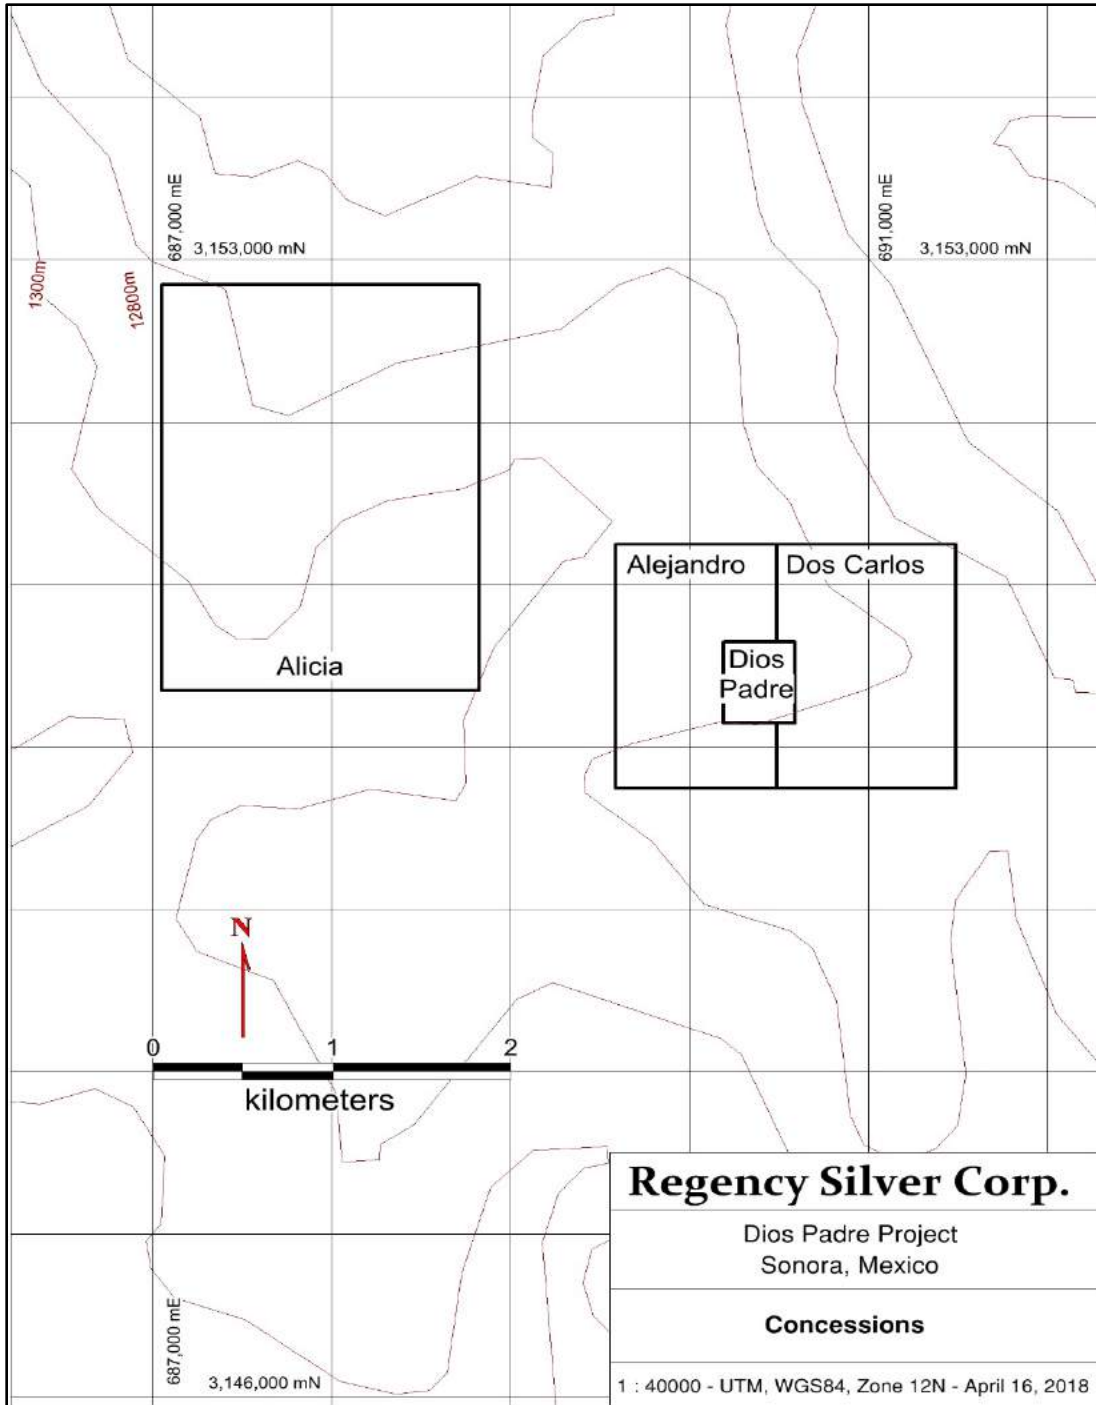 687,000 mE
3,153,000 mN
691,000 mE
3,153,000 mN
1300m
12800m
Alejandro
Dos Carlos
Dios
Padre
Alicia
N
0 1 2
kilometers
687,000 mE
3,146,000 mN
Regency Silver Corp.
Dios Padre Project
Sonora, Mexico
Concessions
1 : 40000 - UTM, WGS84, Zone 12N - April 16, 2018